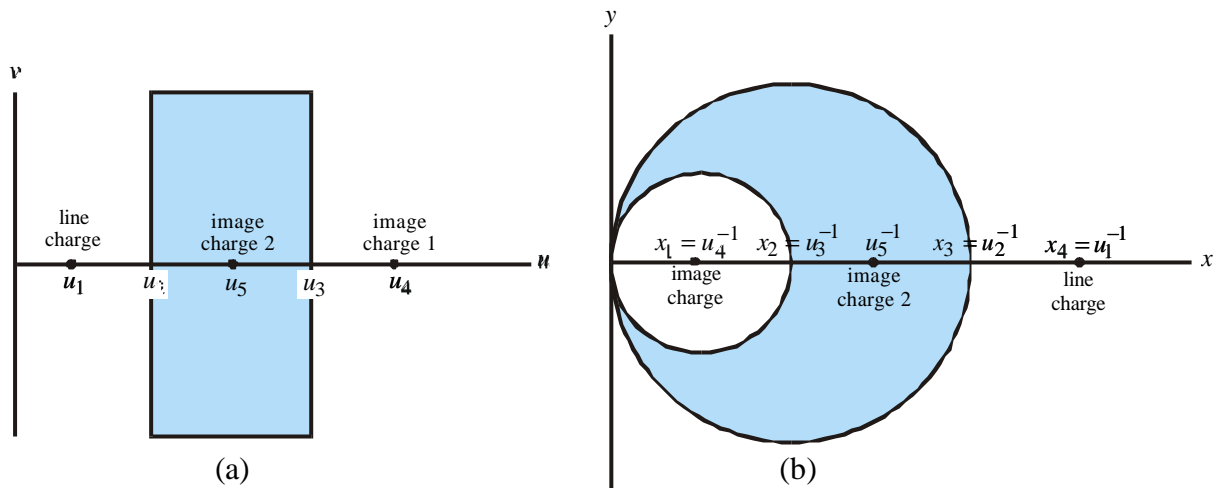 v
line
charge
image
charge 2
image
charge 1
u
u₁
u₅
u₃
u₄
(a)
y
x₁ = u₄⁻¹
x₂ = u₃⁻¹
u₅⁻¹
x₃ = u₂⁻¹
x₄ = u₁⁻¹
x
image
charge
image
charge 2
line
charge
(b)